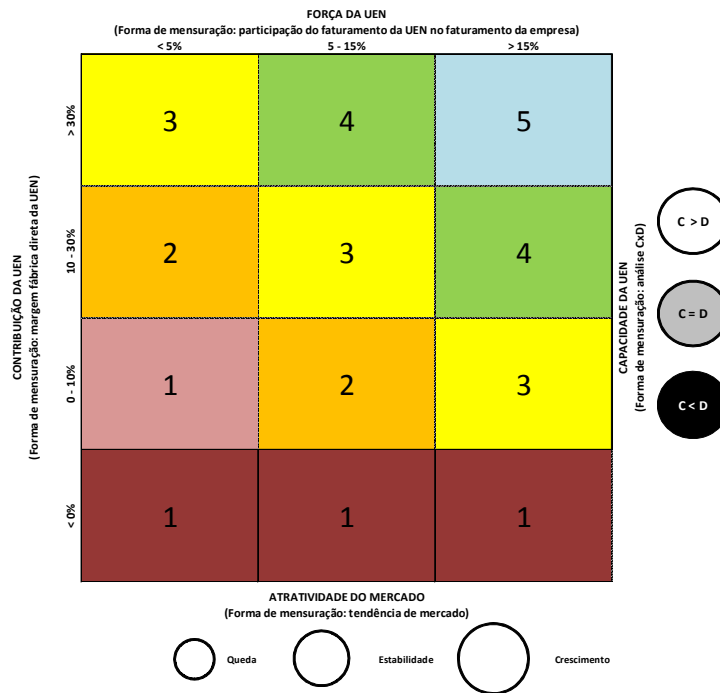 FORÇA DA UEN
(Forma de mensuração: participação do faturamento da UEN no faturamento da empresa)
< 5% 5 - 15% > 15%
CONTRIBUIÇÃO DA UEN
(Forma de mensuração: margem fábrica direta da UEN)
> 30% 3 4 5
10 - 30% 2 3 4
0 - 10% 1 2 3
< 0% 1 1 1
CAPACIDADE DA UEN
(Forma de mensuração: análise CxD)
C > D
C = D
C < D
ATRATIVIDADE DO MERCADO
(Forma de mensuração: tendência de mercado)
Queda Estabilidade Crescimento